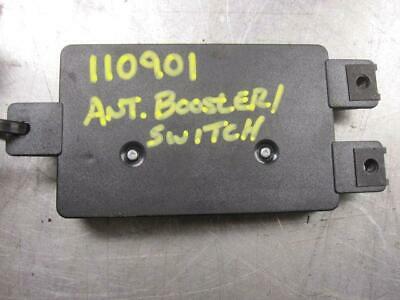 110901
ANT. BOOSTER/
SWITCH